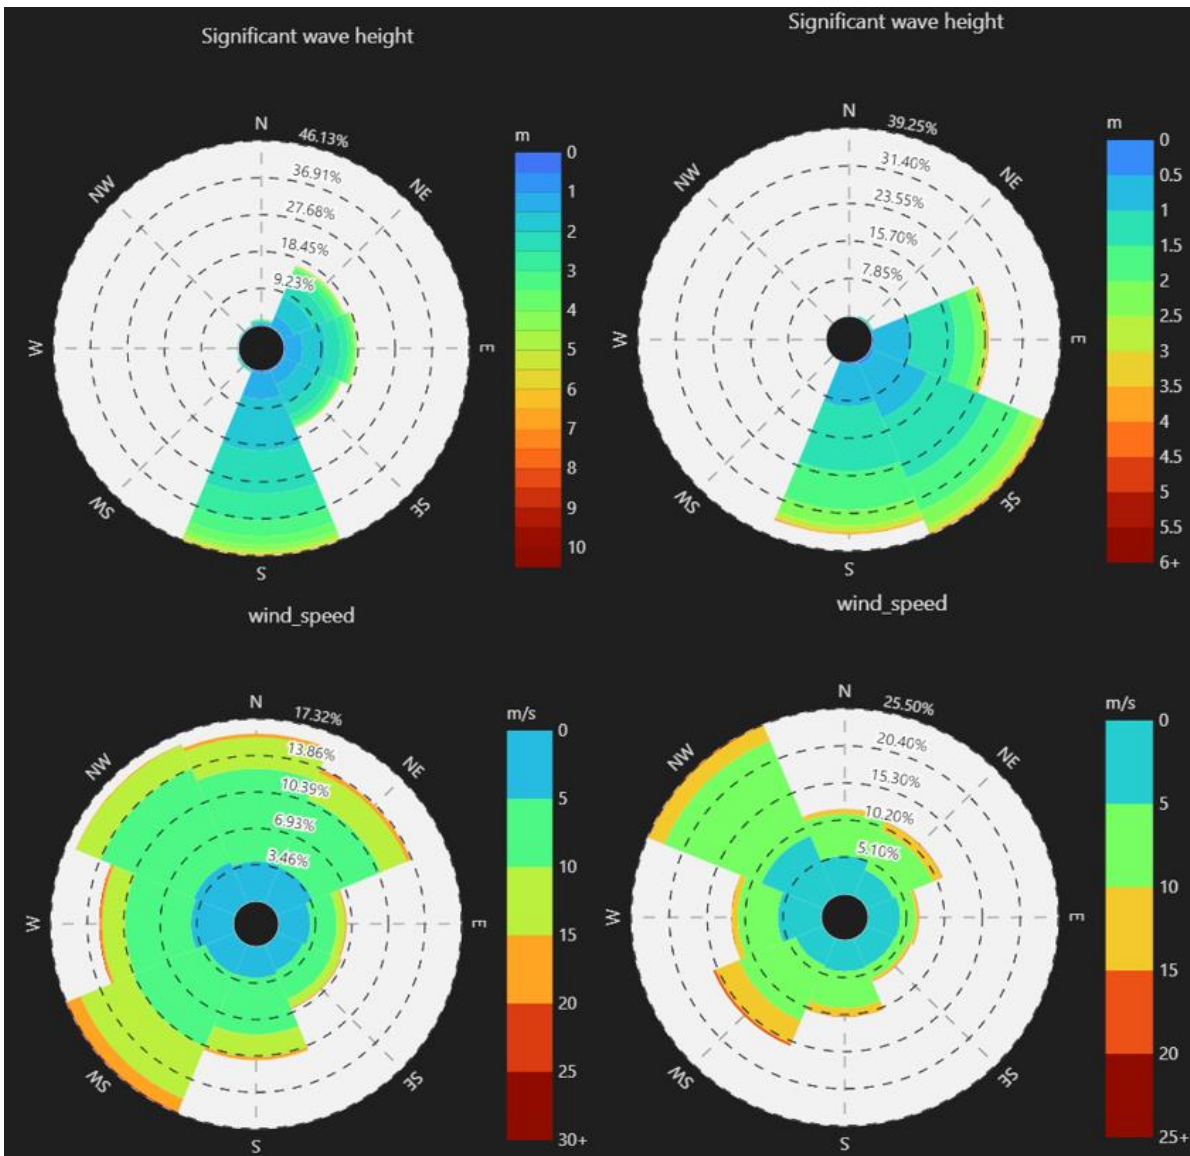 Significant wave height
N
NE
E
SE
S
SW
W
NW
46.13%
36.91%
27.68%
18.45%
9.23%
m
0
1
2
3
4
5
6
7
8
9
10
Significant wave height
N
NE
E
SE
S
SW
W
NW
39.25%
31.40%
23.55%
15.70%
7.85%
m
0
0.5
1
1.5
2
2.5
3
3.5
4
4.5
5
5.5
6+
wind_speed
N
NE
E
SE
S
SW
W
NW
17.32%
13.86%
10.39%
6.93%
3.46%
m/s
0
5
10
15
20
25
30+
wind_speed
N
NE
E
SE
S
SW
W
NW
25.50%
20.40%
15.30%
10.20%
5.10%
m/s
0
5
10
15
20
25+